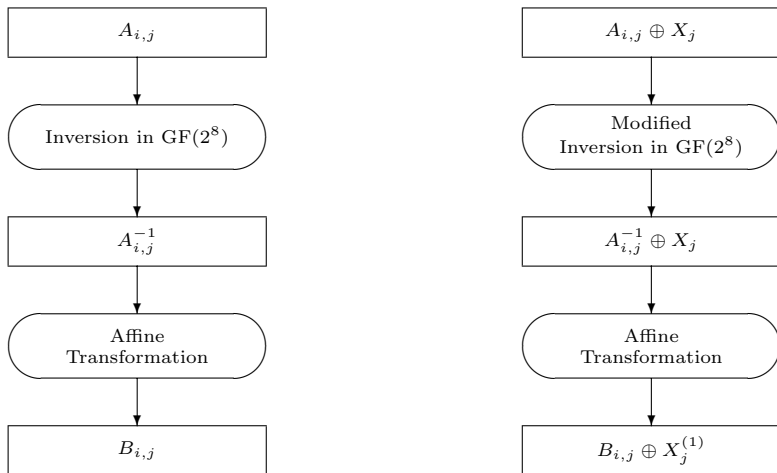 A_{i,j}
Inversion in GF(2^8)
A_{i,j}^{-1}
Affine
Transformation
B_{i,j}
A_{i,j} ⊕ X_j
Modified
Inversion in GF(2^8)
A_{i,j}^{-1} ⊕ X_j
Affine
Transformation
B_{i,j} ⊕ X_j^{(1)}